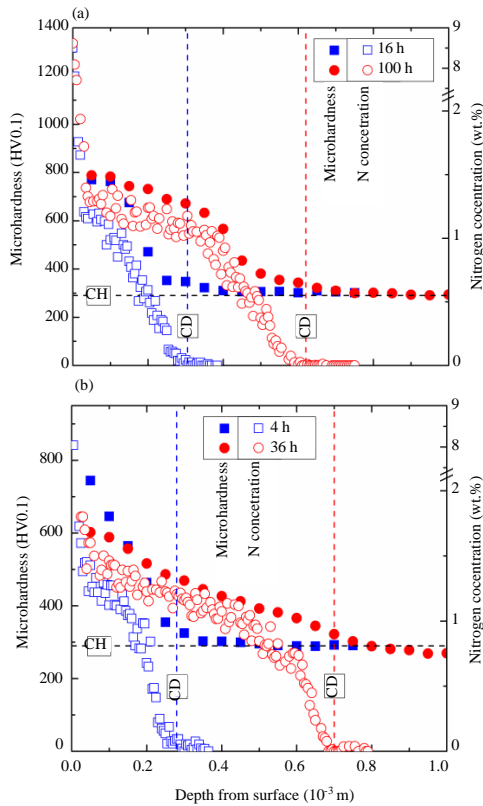 (a)
1400
1200
1000
800
600
400
300
200
0
9
8
2
1
0
Microhardness (HV0.1)
Nitrogen cocentration (wt.%)
16 h
100 h
Microhardness
N concetration
CH
CD
CD
(b)
800
600
400
300
200
0
9
8
2
1
0
Microhardness (HV0.1)
Nitrogen cocentration (wt.%)
4 h
36 h
Microhardness
N concetration
CH
CD
CD
0.0 0.2 0.4 0.6 0.8 1.0
Depth from surface (10⁻³ m)